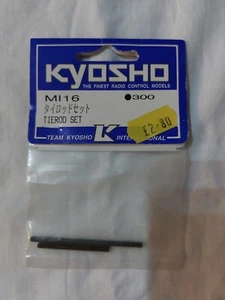 KYOSHO
THE FINEST RADIO CONTROL MODELS
MI16 ●300
タイロッドセット
TIEROD SET
£2.80
TEAM KYOSHO K INTERNATIONAL